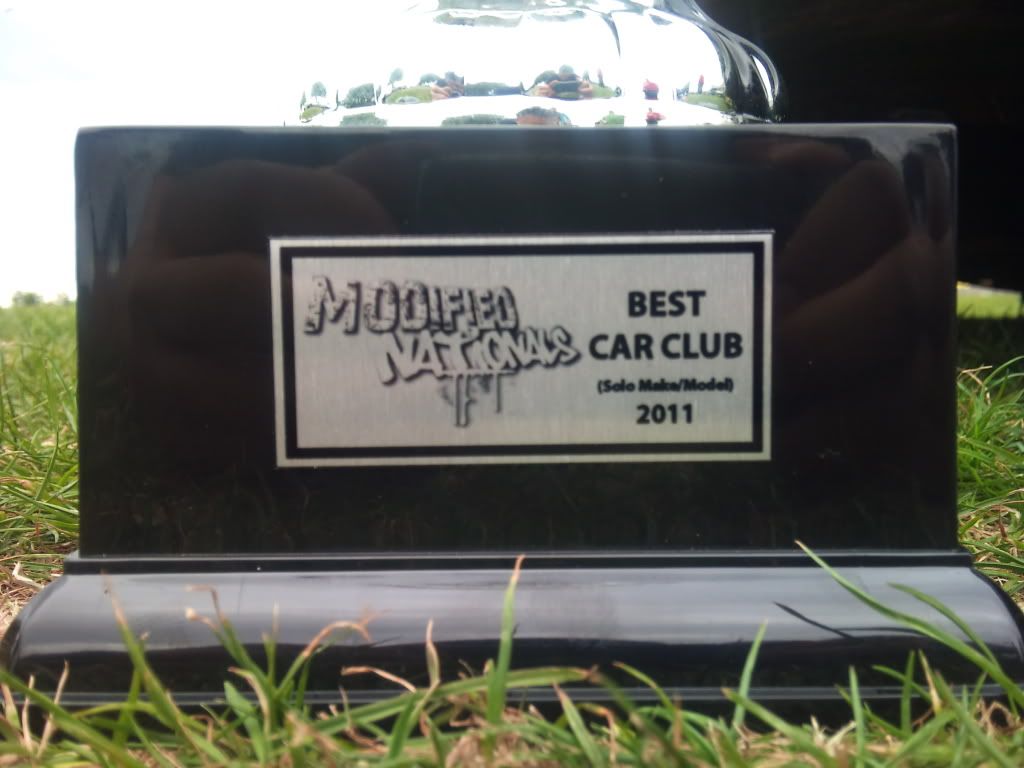 MODIFIED
NATIONALS
BEST
CAR CLUB
(Solo Make/Model)
2011